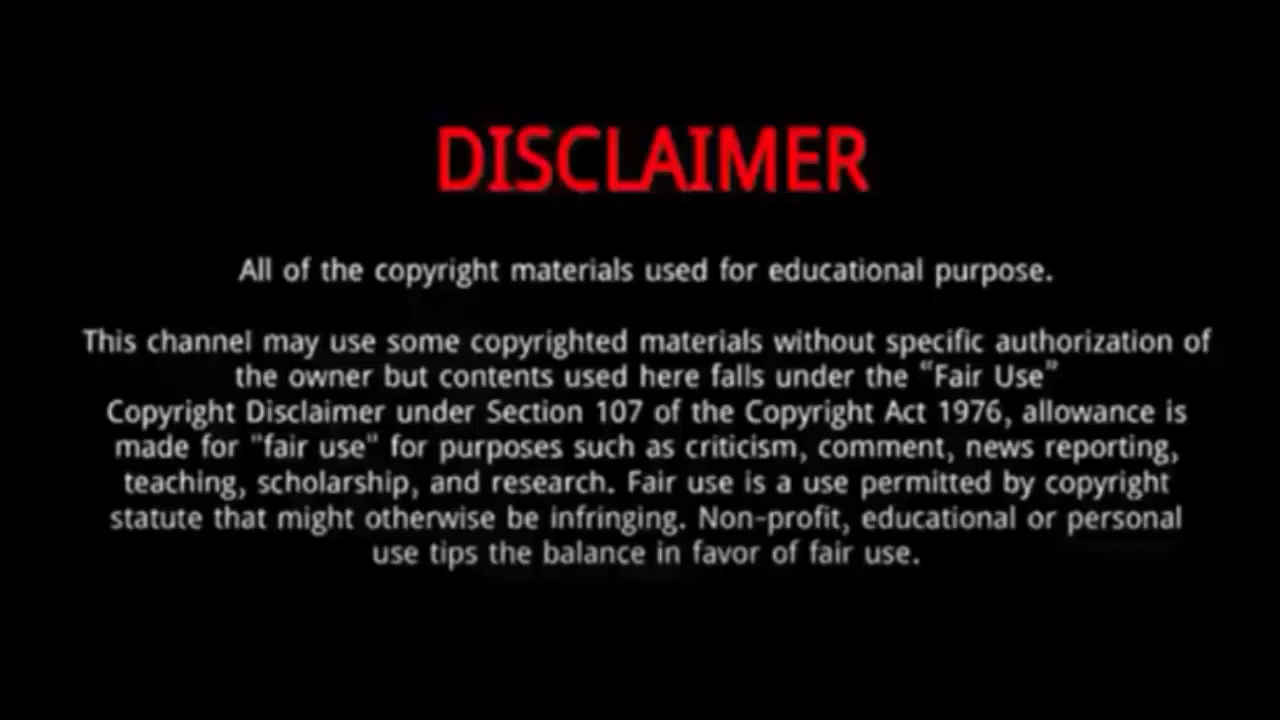 DISCLAIMER
All of the copyright materials used for educational purpose.
This channel may use some copyrighted materials without specific authorization of
the owner but contents used here falls under the “Fair Use”
Copyright Disclaimer under Section 107 of the Copyright Act 1976, allowance is
made for "fair use" for purposes such as criticism, comment, news reporting,
teaching, scholarship, and research. Fair use is a use permitted by copyright
statute that might otherwise be infringing. Non-profit, educational or personal
use tips the balance in favor of fair use.